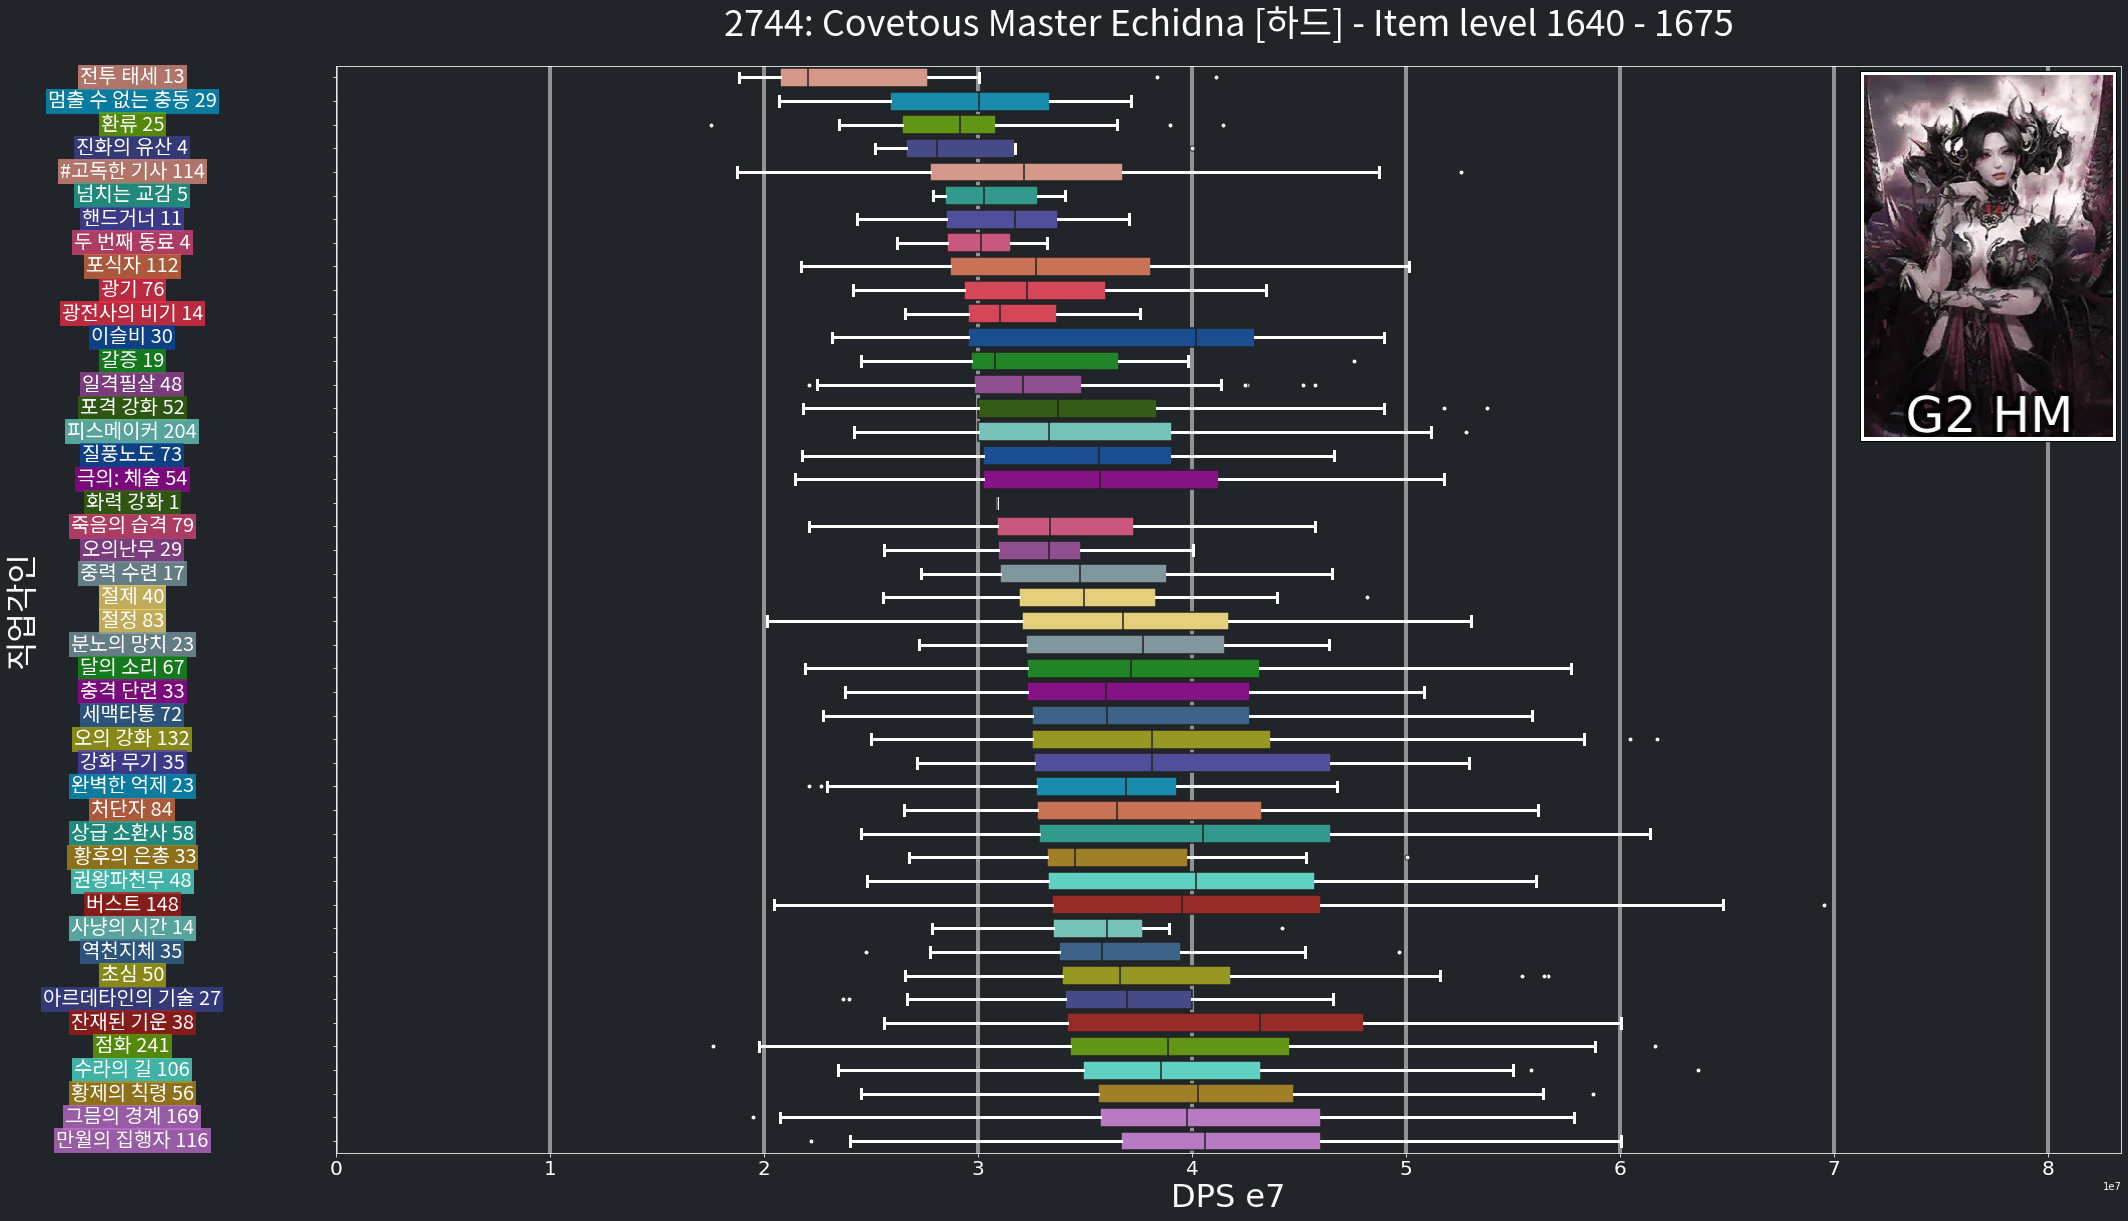 2744: Covetous Master Echidna [하드] - Item level 1640 - 1675
전투 태세 13
멈출 수 없는 충동 29
환류 25
진화의 유산 4
#고독한 기사 114
넘치는 교감 5
핸드거너 11
두 번째 동료 4
포식자 112
광기 76
광전사의 비기 14
이슬비 30
갈증 19
일격필살 48
포격 강화 52
피스메이커 204
질풍노도 73
극의: 체술 54
화력 강화 1
죽음의 습격 79
오의난무 29
중력 수련 17
절제 40
절정 83
분노의 망치 23
달의 소리 67
충격 단련 33
세맥타통 72
오의 강화 132
강화 무기 35
완벽한 억제 23
처단자 84
상급 소환사 58
황후의 은총 33
권왕파천무 48
버스트 148
사냥의 시간 14
역천지체 35
초심 50
아르데타인의 기술 27
잔재된 기운 38
점화 241
수라의 길 106
황제의 칙령 56
그믐의 경계 169
만월의 집행자 116
직업각인
G2 HM
0 1 2 3 4 5 6 7 8
1e7
DPS e7